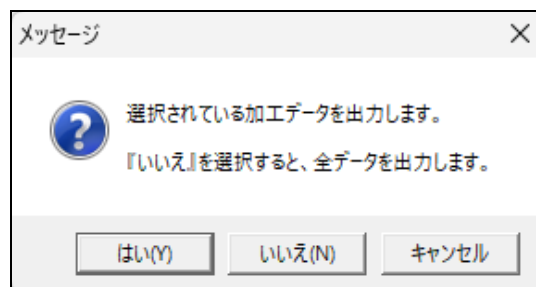 メッセージ
選択されている加工データを出力します。
『いいえ』を選択すると、全データを出力します。
はい(Y) いいえ(N) キャンセル